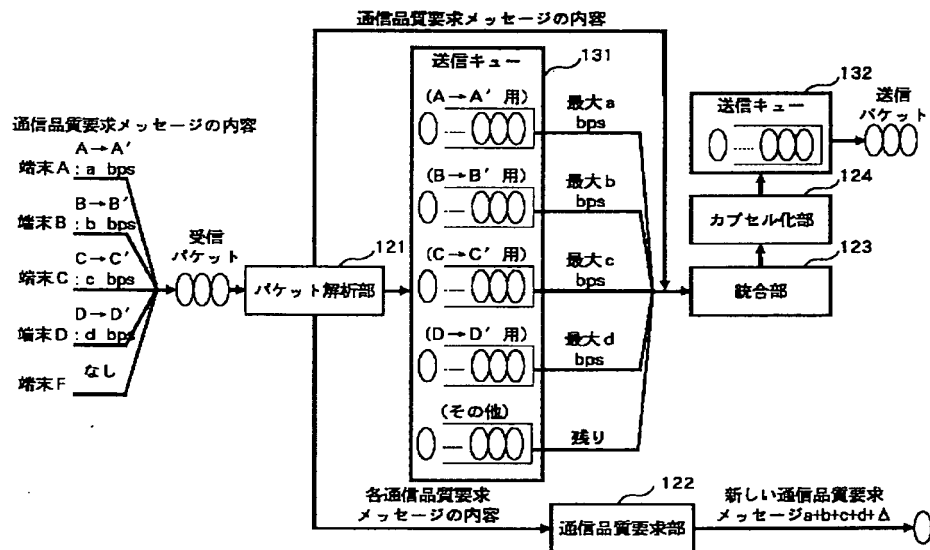 通信品質要求メッセージの内容
131
送信キュー
132
送信キュー
送信
パケット
(A→A′用)
最大a
bps
通信品質要求メッセージの内容
A→A′
端末A:a bps
B→B′
端末B:b bps
C→C′
端末C:c bps
D→D′
端末D:d bps
なし
端末F
受信
パケット
121
パケット解析部
(B→B′用)
最大b
bps
124
カプセル化部
(C→C′用)
最大c
bps
123
統合部
(D→D′用)
最大d
bps
(その他)
残り
各通信品質要求
メッセージの内容
122
通信品質要求部
新しい通信品質要求
メッセージa+b+c+d+Δ